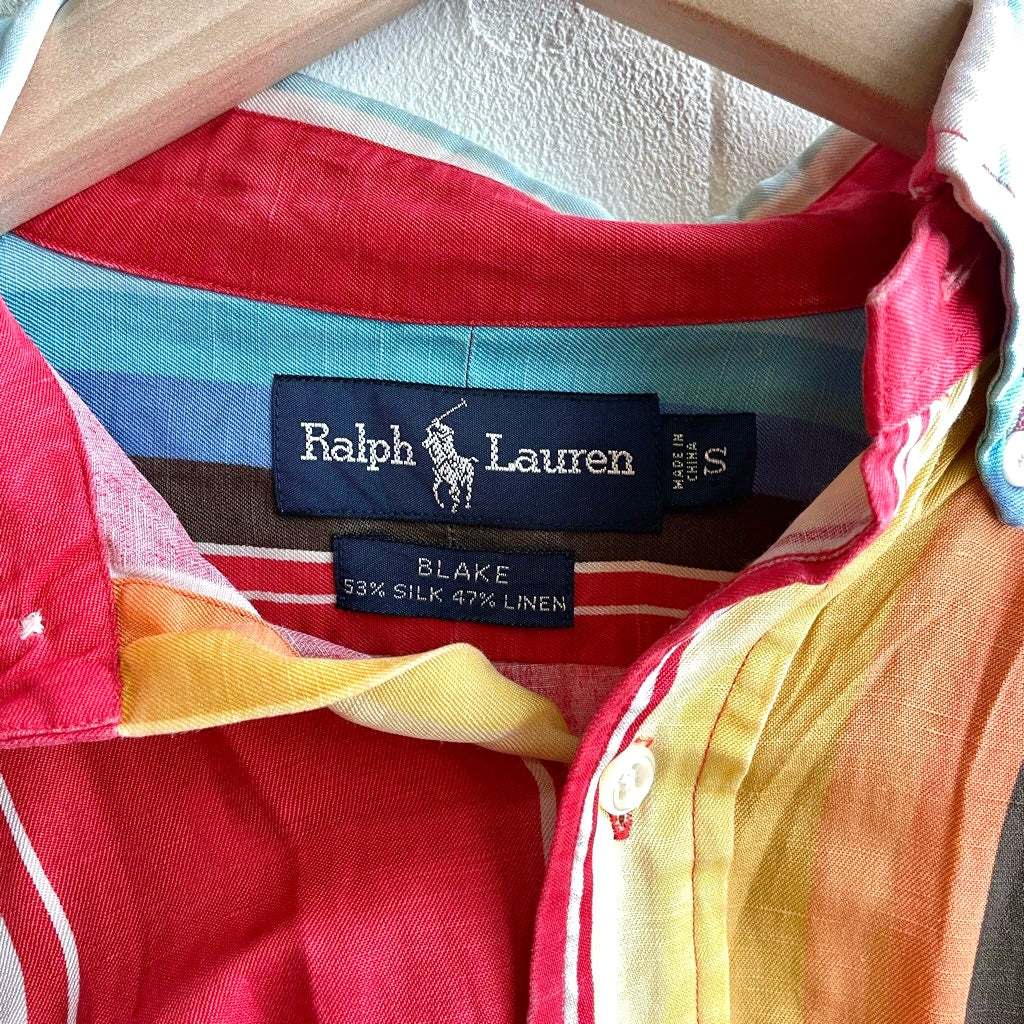 Ralph Lauren
MADE IN
CHINA
S
BLAKE
53% SILK 47% LINEN